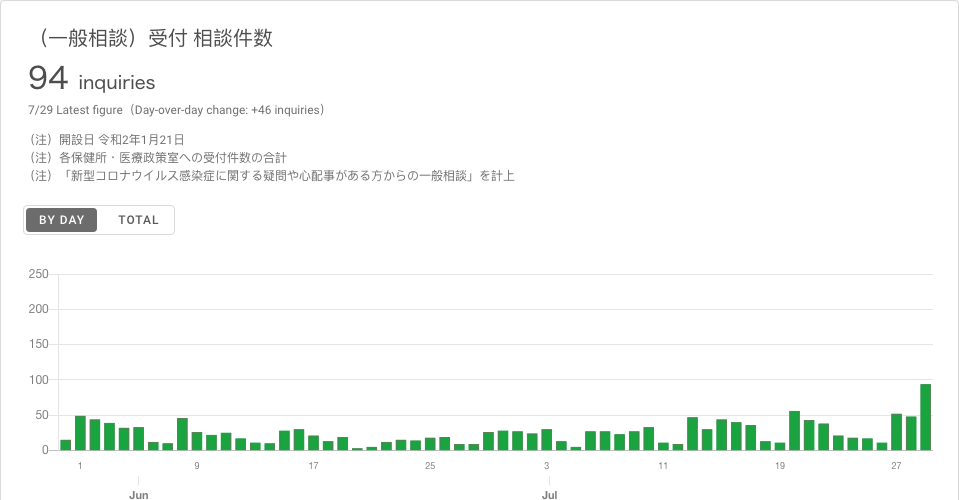 （一般相談）受付 相談件数
94 inquiries
7/29 Latest figure（Day-over-day change: +46 inquiries）
（注）開設日 令和2年1月21日
（注）各保健所・医療政策室への受付件数の合計
（注）「新型コロナウイルス感染症に関する疑問や心配事がある方からの一般相談」を計上
BY DAY TOTAL
250
200
150
100
50
0
1 9 17 25 3 11 19 27
Jun Jul